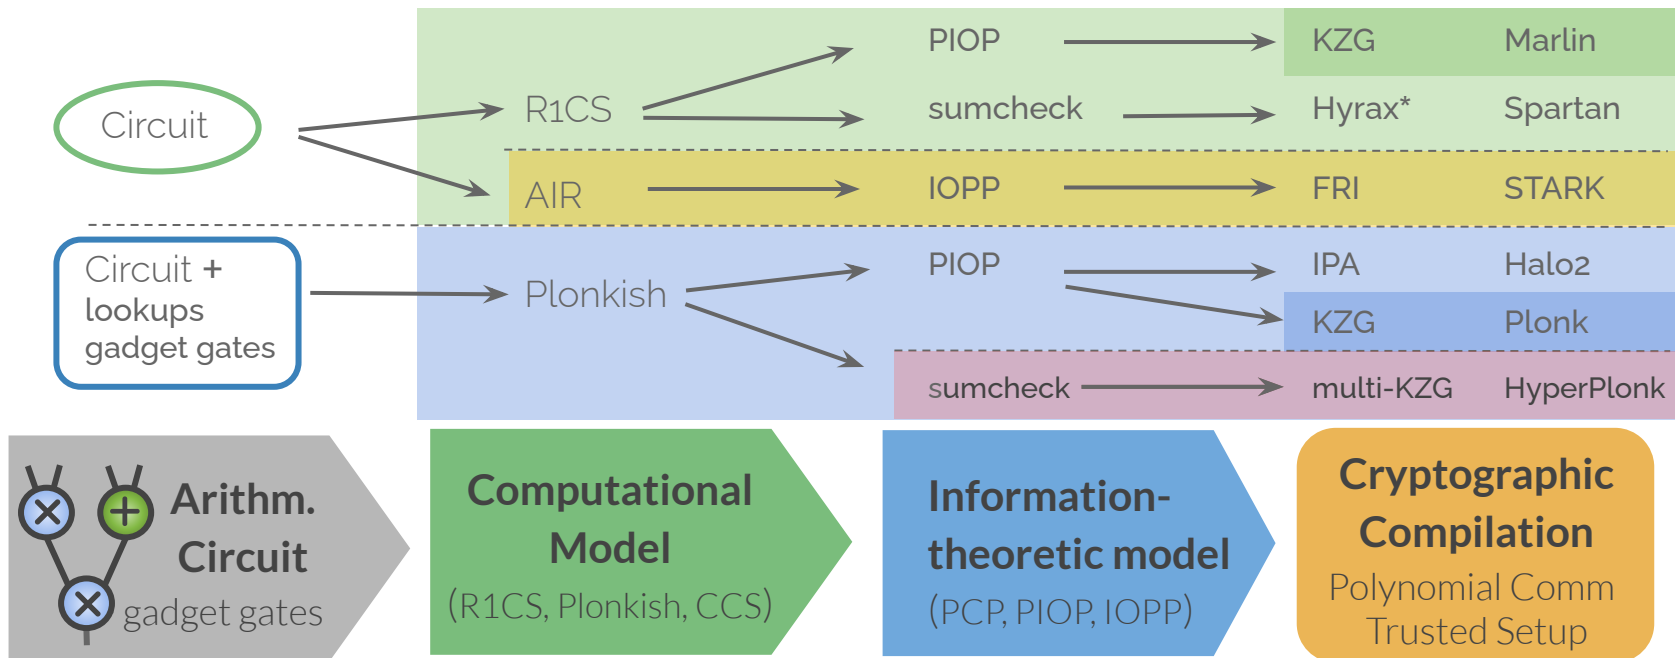 PIOP KZG Marlin
Circuit R1CS sumcheck Hyrax* Spartan
AIR IOPP FRI STARK
Circuit +
lookups
gadget gates
Plonkish
PIOP IPA Halo2
KZG Plonk
sumcheck multi-KZG HyperPlonk
Arithm.
Circuit
gadget gates
Computational
Model
(R1CS, Plonkish, CCS)
Information-
theoretic model
(PCP, PIOP, IOPP)
Cryptographic
Compilation
Polynomial Comm
Trusted Setup